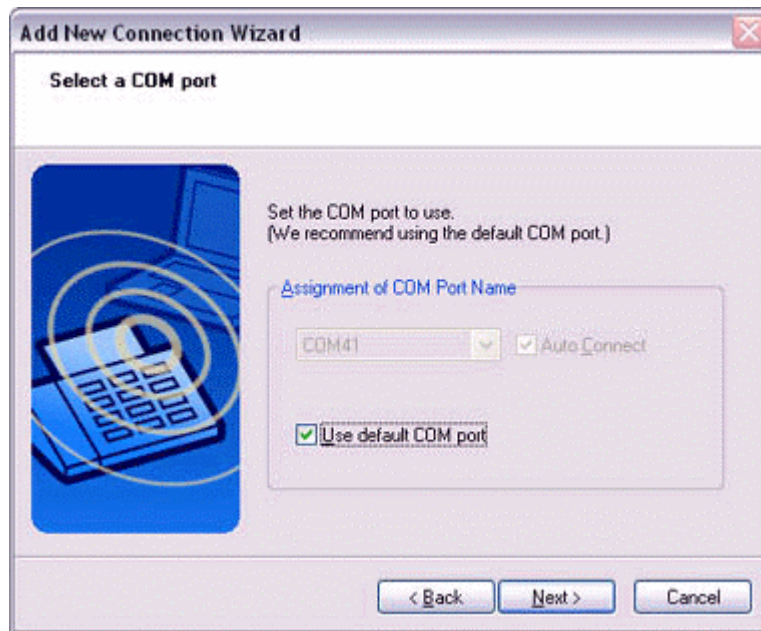 Add New Connection Wizard
Select a COM port
Set the COM port to use.
(We recommend using the default COM port.)
Assignment of COM Port Name
COM41
Auto Connect
Use default COM port
< Back
Next >
Cancel